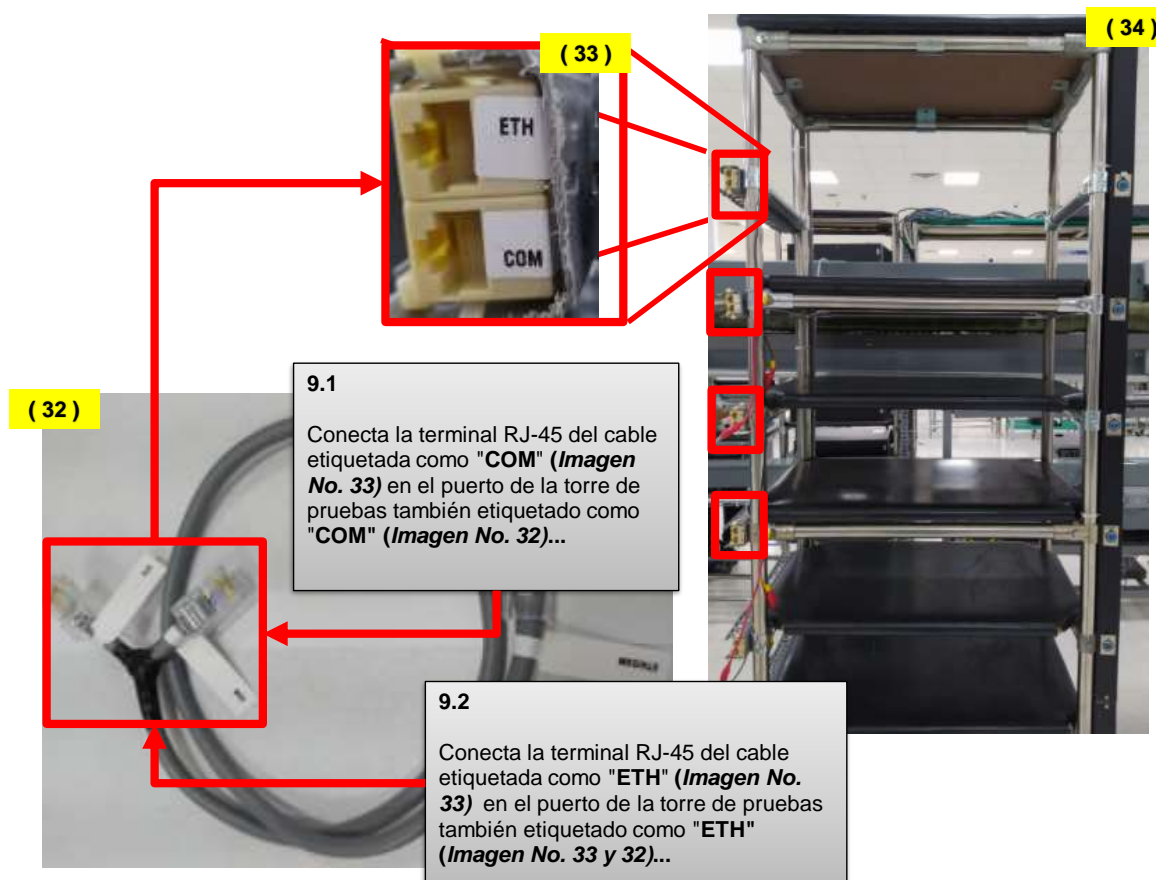 ( 33 )
( 34 )
ETH
COM
( 32 )
9.1
Conecta la terminal RJ-45 del cable
etiquetada como "COM" (Imagen
No. 33) en el puerto de la torre de
pruebas también etiquetado como
"COM" (Imagen No. 32)...
9.2
Conecta la terminal RJ-45 del cable
etiquetada como "ETH" (Imagen No.
33) en el puerto de la torre de pruebas
también etiquetado como "ETH"
(Imagen No. 33 y 32)...